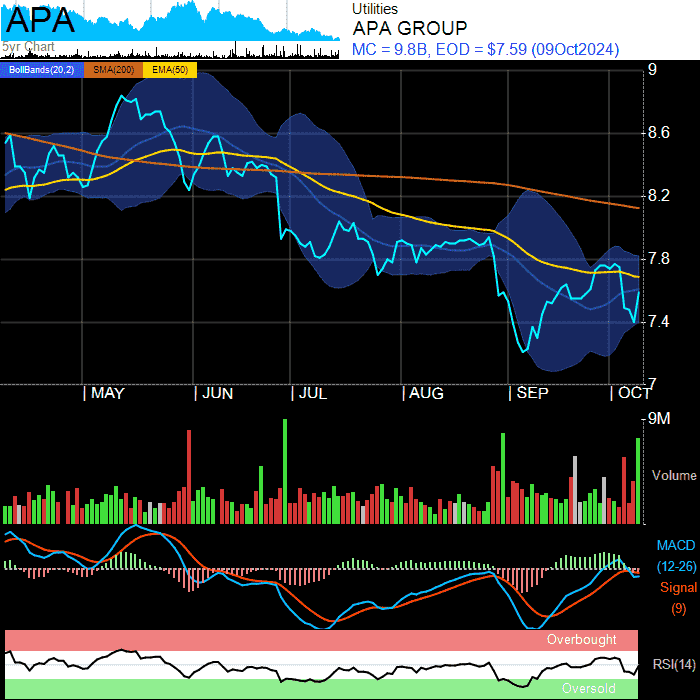 APA
5yr Chart
Utilities
APA GROUP
MC = 9.8B, EOD = $7.59 (09Oct2024)
BollBands(20,2) SMA(200) EMA(50)
9
8.6
8.2
7.8
7.4
7
MAY JUN JUL AUG SEP OCT
9M
Volume
MACD
(12-26)
Signal
(9)
Overbought
RSI(14)
Oversold